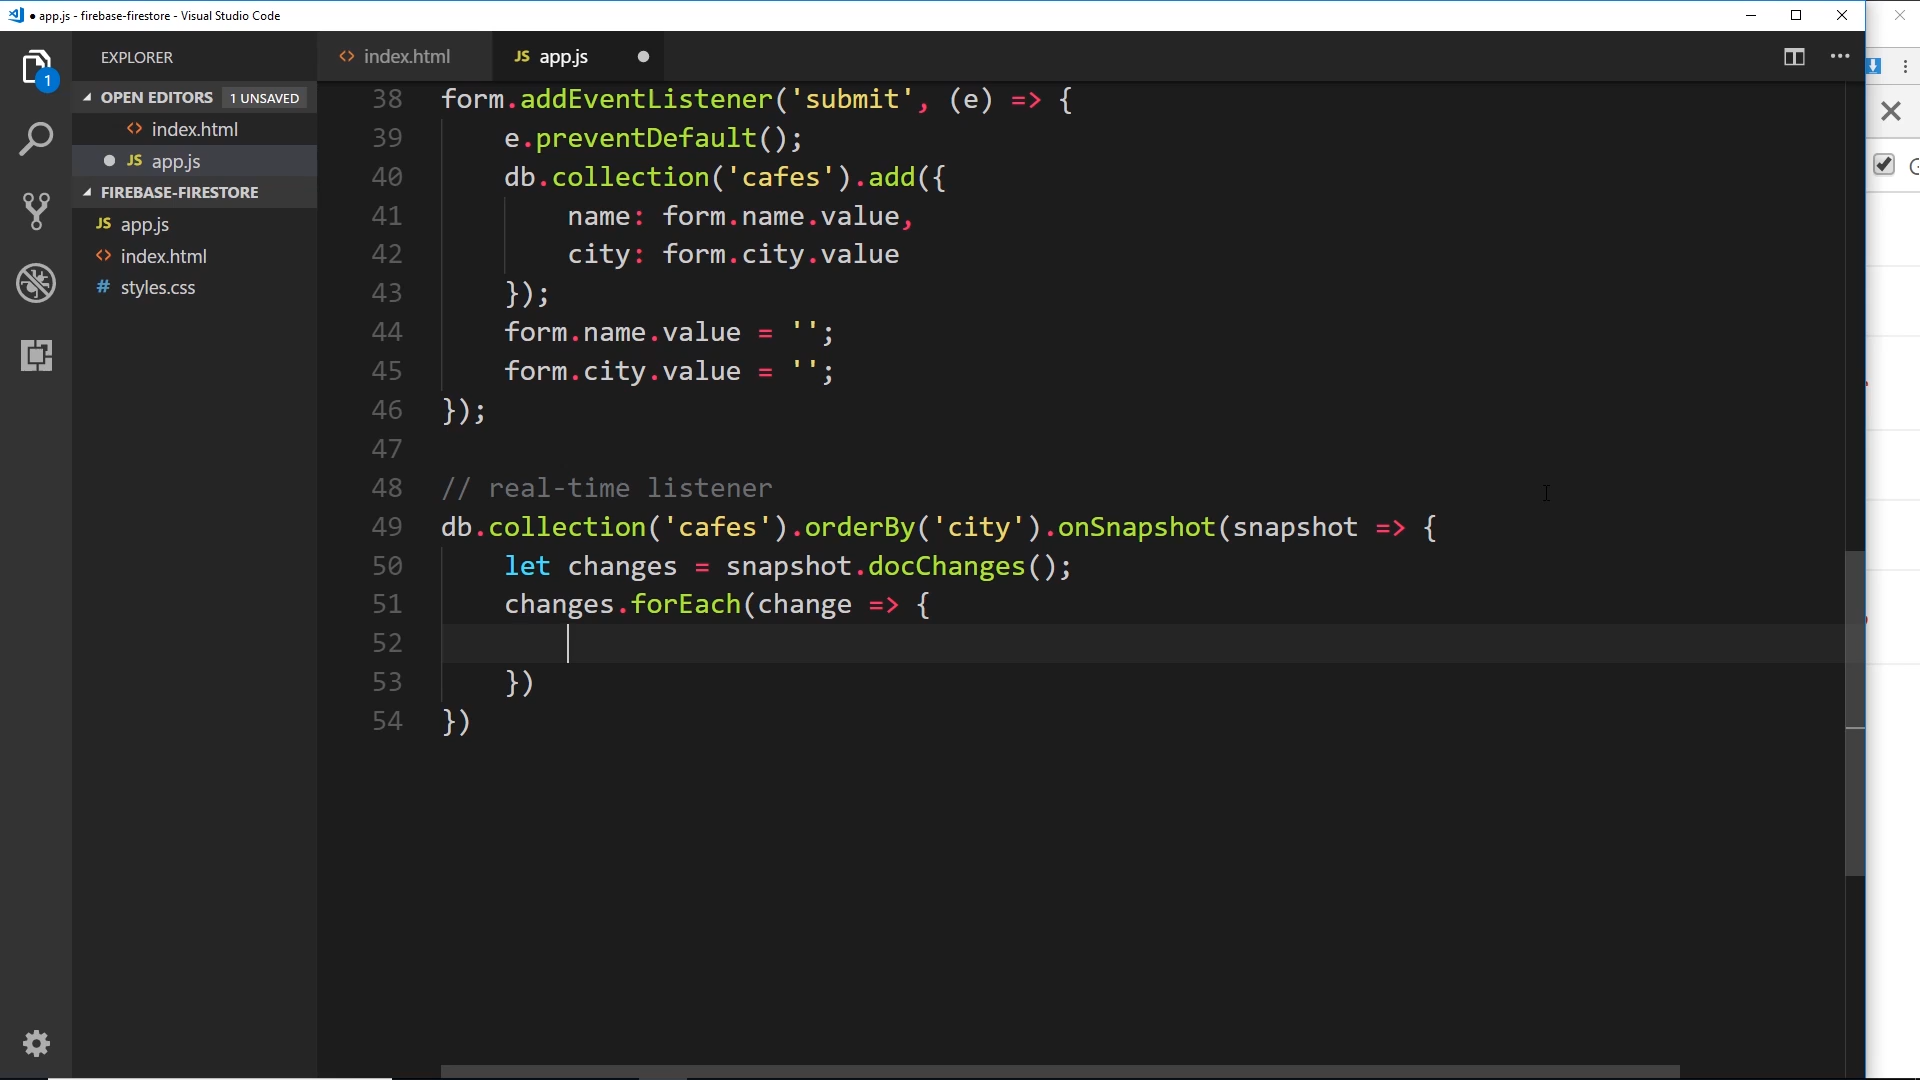 ● app.js - firebase-firestore - Visual Studio Code
EXPLORER
OPEN EDITORS 1 UNSAVED
<> index.html
● JS app.js
FIREBASE-FIRESTORE
JS app.js
<> index.html
# styles.css
1
<> index.html JS app.js ●
38 form.addEventListener('submit', (e) => {
39     e.preventDefault();
40     db.collection('cafes').add({
41         name: form.name.value,
42         city: form.city.value
43     });
44     form.name.value = '';
45     form.city.value = '';
46 });
47
48 // real-time listener
49 db.collection('cafes').orderBy('city').onSnapshot(snapshot => {
50     let changes = snapshot.docChanges();
51     changes.forEach(change => {
52
53     })
54 })